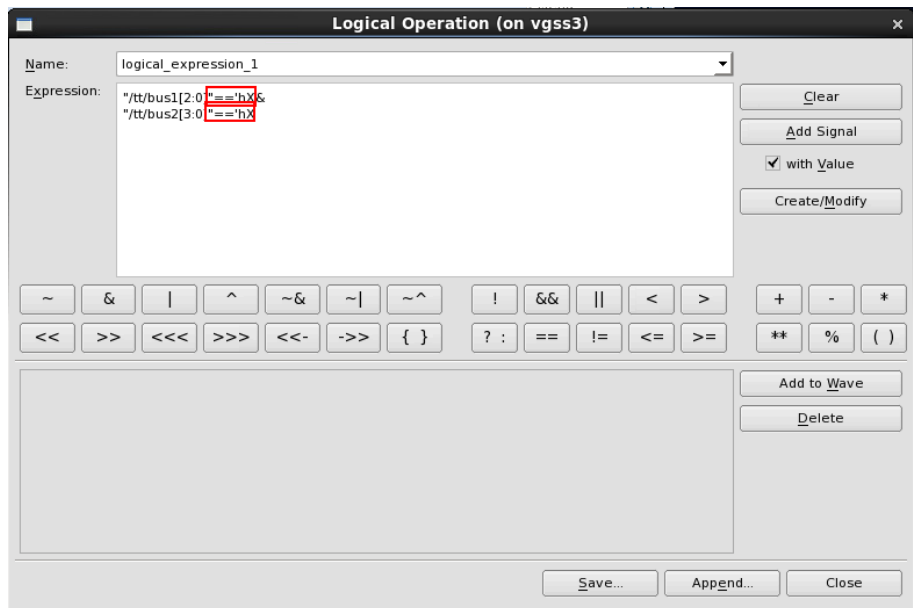 Logical Operation (on vgss3)
Name:
logical_expression_1
Expression:
"/tt/bus1[2:0]"=='hX&
"/tt/bus2[3:0]"=='hX
Clear
Add Signal
with Value
Create/Modify
~ & | ^ ~& ~| ~^ ! && || < > + - *
<< >> <<< >>> <<- ->> { } ? : == != <= >= ** % ( )
Add to Wave
Delete
Save... Append... Close